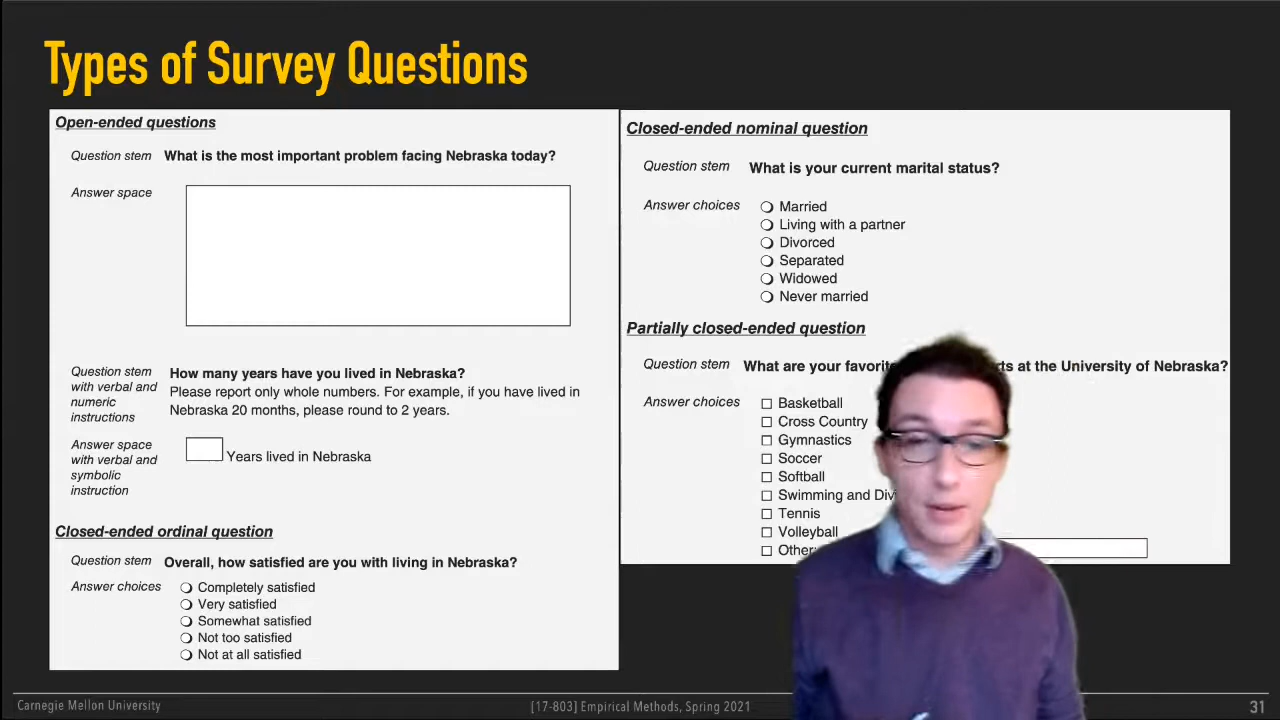 Types of Survey Questions
Open-ended questions
Question stem What is the most important problem facing Nebraska today?
Answer space
Question stem with verbal and numeric instructions
How many years have you lived in Nebraska?
Please report only whole numbers. For example, if you have lived in
Nebraska 20 months, please round to 2 years.
Answer space with verbal and symbolic instruction
Years lived in Nebraska
Closed-ended ordinal question
Question stem Overall, how satisfied are you with living in Nebraska?
Answer choices
Completely satisfied
Very satisfied
Somewhat satisfied
Not too satisfied
Not at all satisfied
Closed-ended nominal question
Question stem What is your current marital status?
Answer choices
Married
Living with a partner
Divorced
Separated
Widowed
Never married
Partially closed-ended question
Question stem What are your at the University of Nebraska?
Answer choices
Basketball
Cross Country
Gymnastics
Soccer
Softball
Swimming and
Tennis
Volleyball
Other:
Carnegie Mellon University
[17-803] Empirical Methods, Spring 2021
31